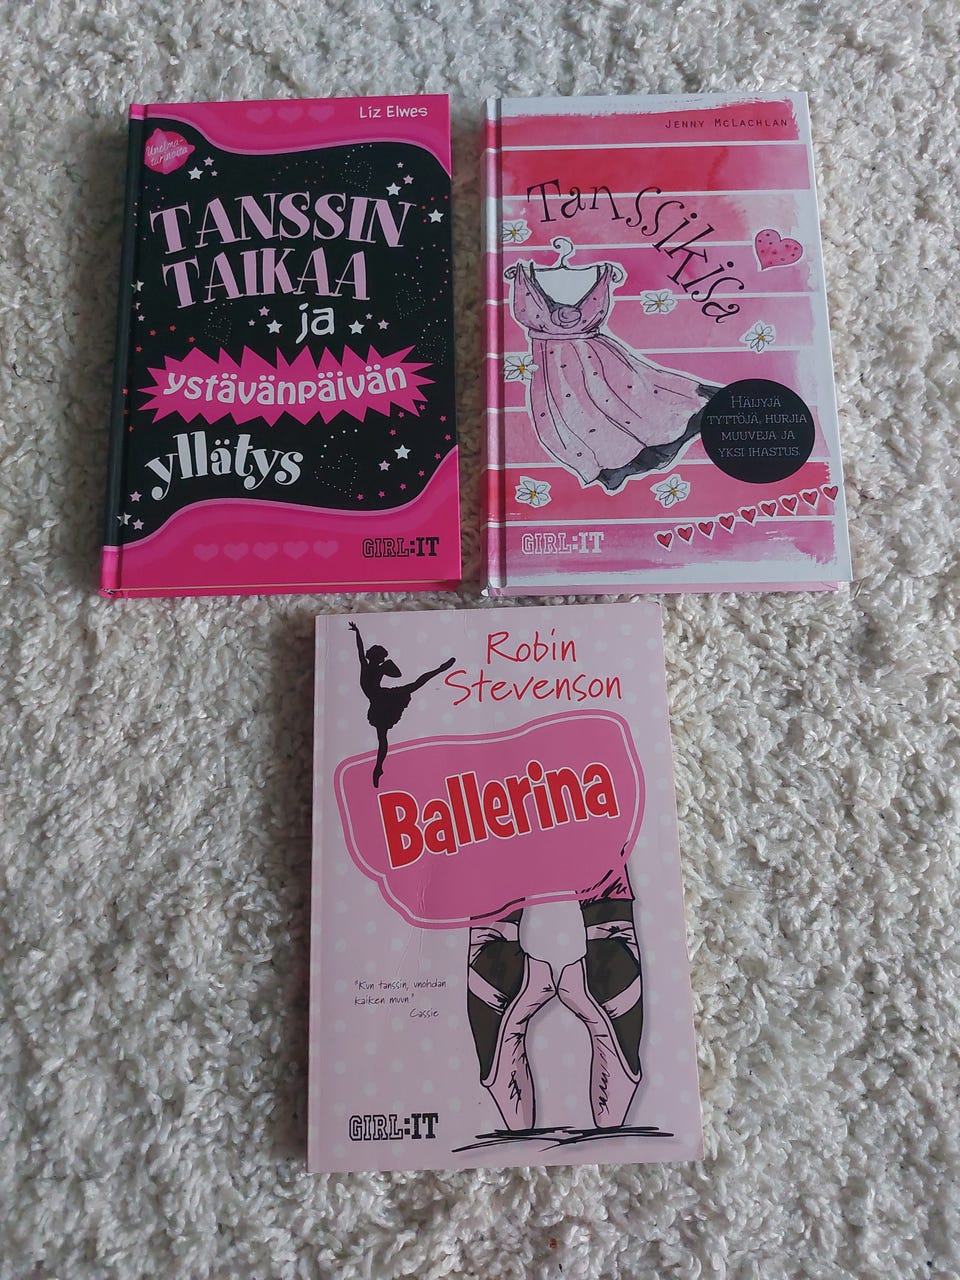 Liz Elwes
Unelma-
tarinoita
TANSSIN
TAIKAA
ja
ystävänpäivän
yllätys
GIRL:IT
JENNY MCLACHLAN
Tanssikisa
HÄIJYJÄ
TYTTÖJÄ, HURJIA
MUUVEJA JA
YKSI IHASTUS.
GIRL:IT
Robin
Stevenson
Ballerina
"Kun tanssin, unohdan
kaiken muun"
Cassie
GIRL:IT